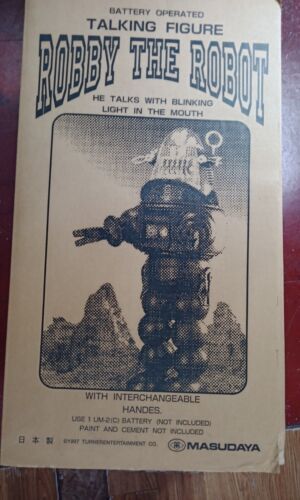 BATTERY OPERATED
TALKING FIGURE
ROBBY THE ROBOT
HE TALKS WITH BLINKING
LIGHT IN THE MOUTH
WITH INTERCHANGEABLE
HANDES.
USE 1 UM-2(C) BATTERY (NOT INCLUDED)
PAINT AND CEMENT NOT INCLUDED
日本製 ©1997 TURNERENTERTAINMENT CO. MASUDAYA